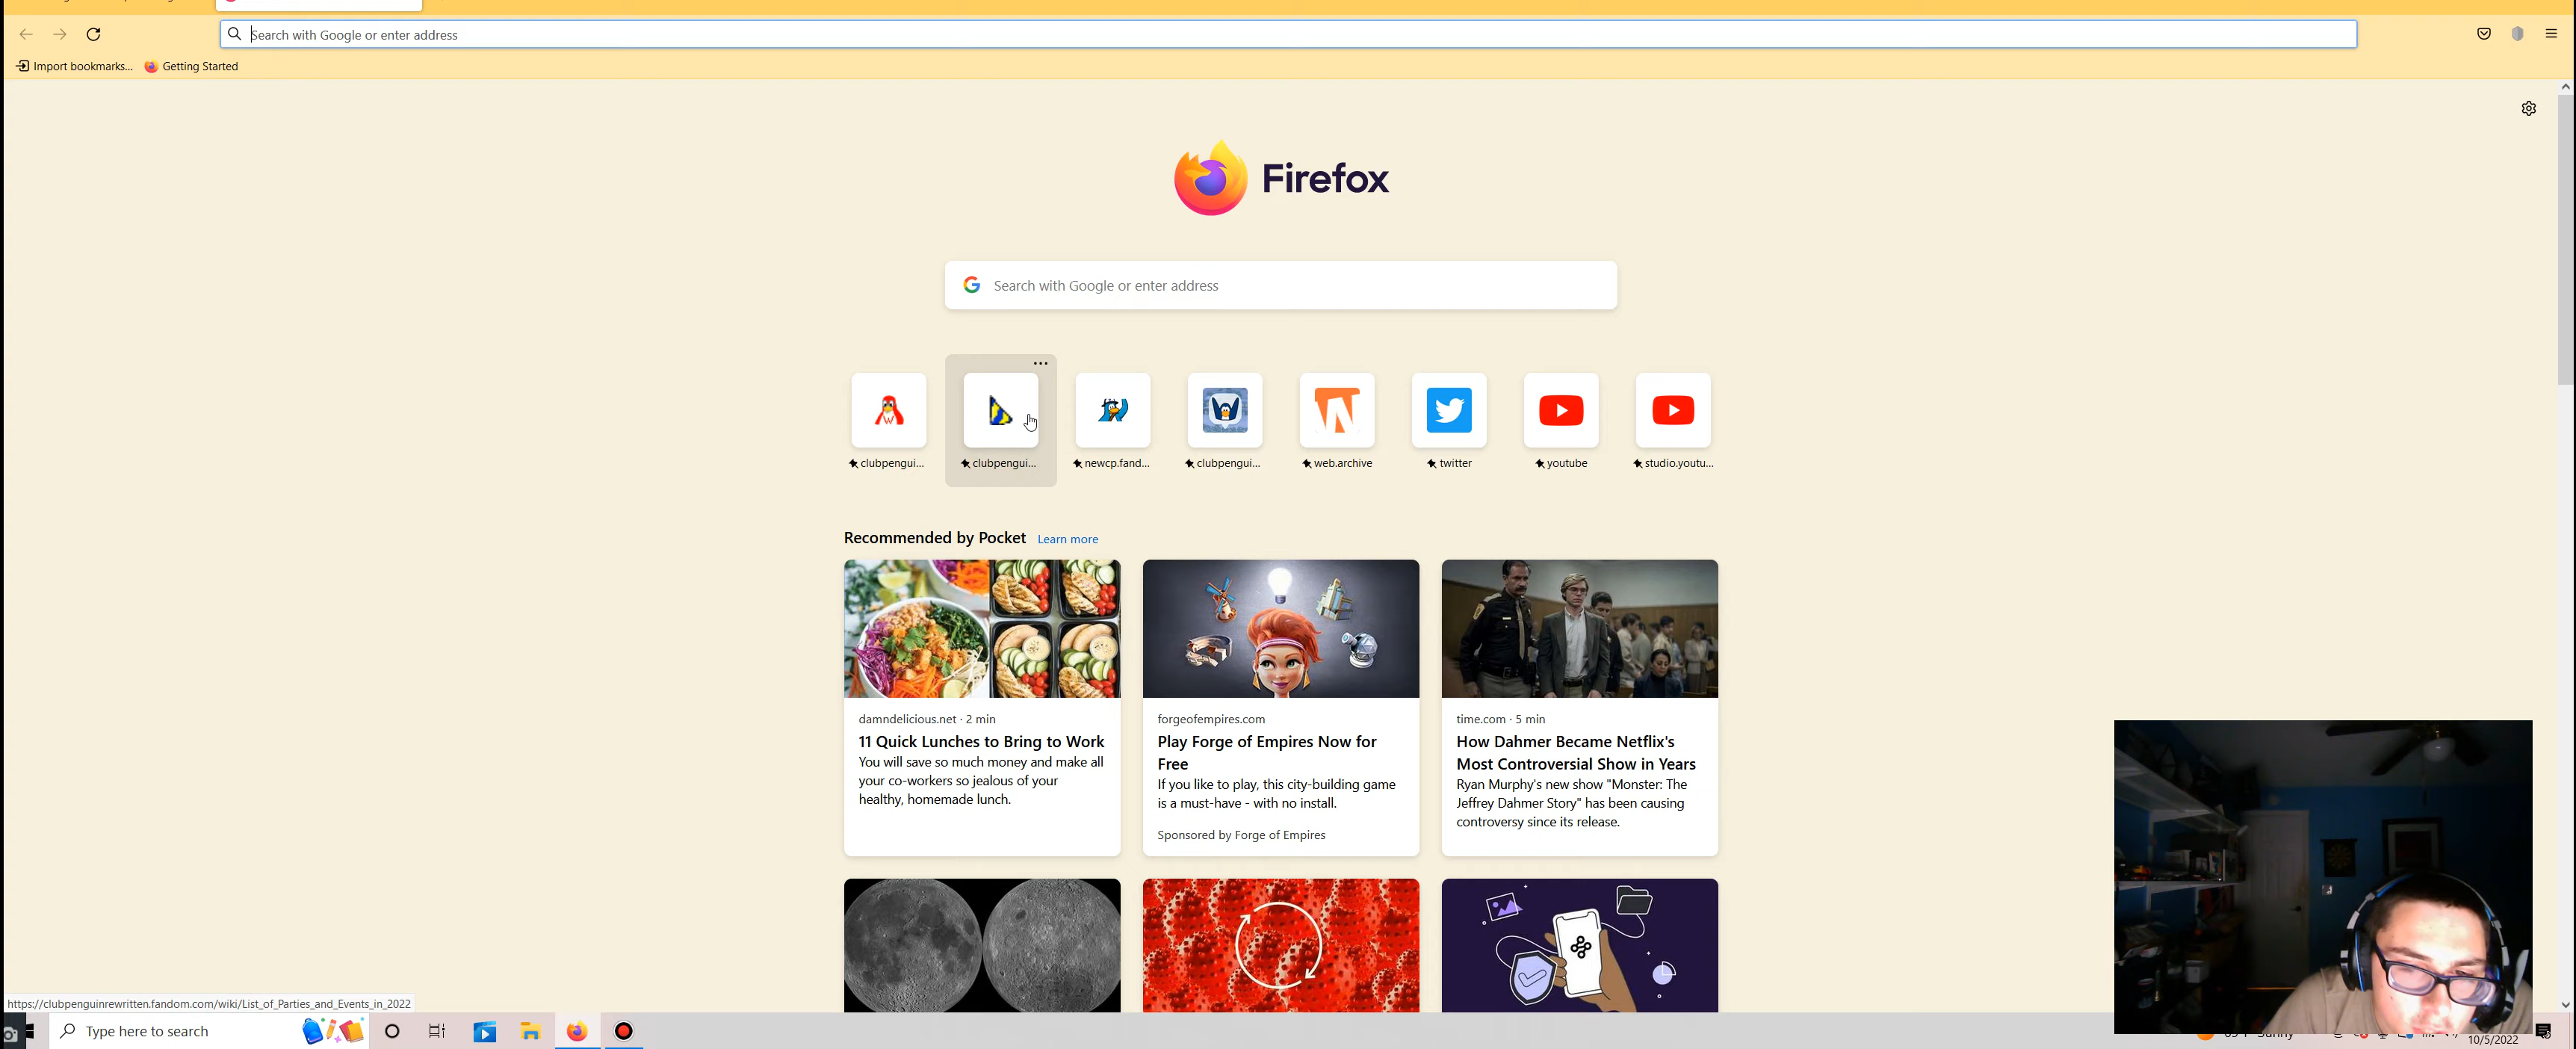 Search with Google or enter address
Import bookmarks...
Getting Started
Firefox
Search with Google or enter address
clubpengui...
clubpengui...
newcp.fand...
clubpengui...
web.archive
twitter
youtube
studio.youtu...
Recommended by Pocket Learn more
damndelicious.net · 2 min
11 Quick Lunches to Bring to Work
You will save so much money and make all
your co-workers so jealous of your
healthy, homemade lunch.
forgeofempires.com
Play Forge of Empires Now for
Free
If you like to play, this city-building game
is a must-have - with no install.
Sponsored by Forge of Empires
time.com · 5 min
How Dahmer Became Netflix's
Most Controversial Show in Years
Ryan Murphy's new show "Monster: The
Jeffrey Dahmer Story" has been causing
controversy since its release.
https://clubpenguinrewritten.fandom.com/wiki/List_of_Parties_and_Events_in_2022
Type here to search
Sunny
10/5/2022